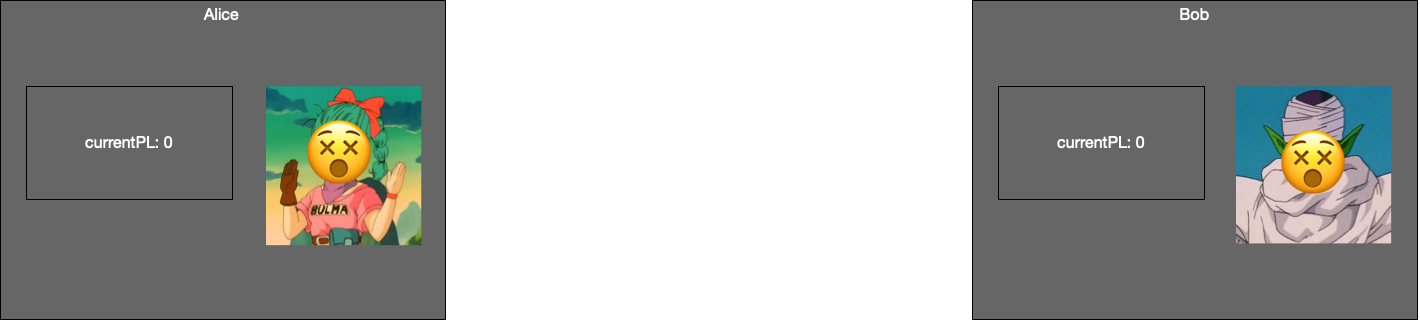 Alice
currentPL: 0
BULMA
Bob
currentPL: 0